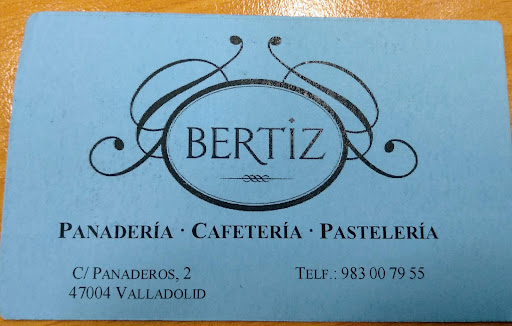 BERTIZ
PANADERÍA · CAFETERÍA · PASTELERÍA
C/ PANADEROS, 2
47004 VALLADOLID
TELF.: 983 00 79 55